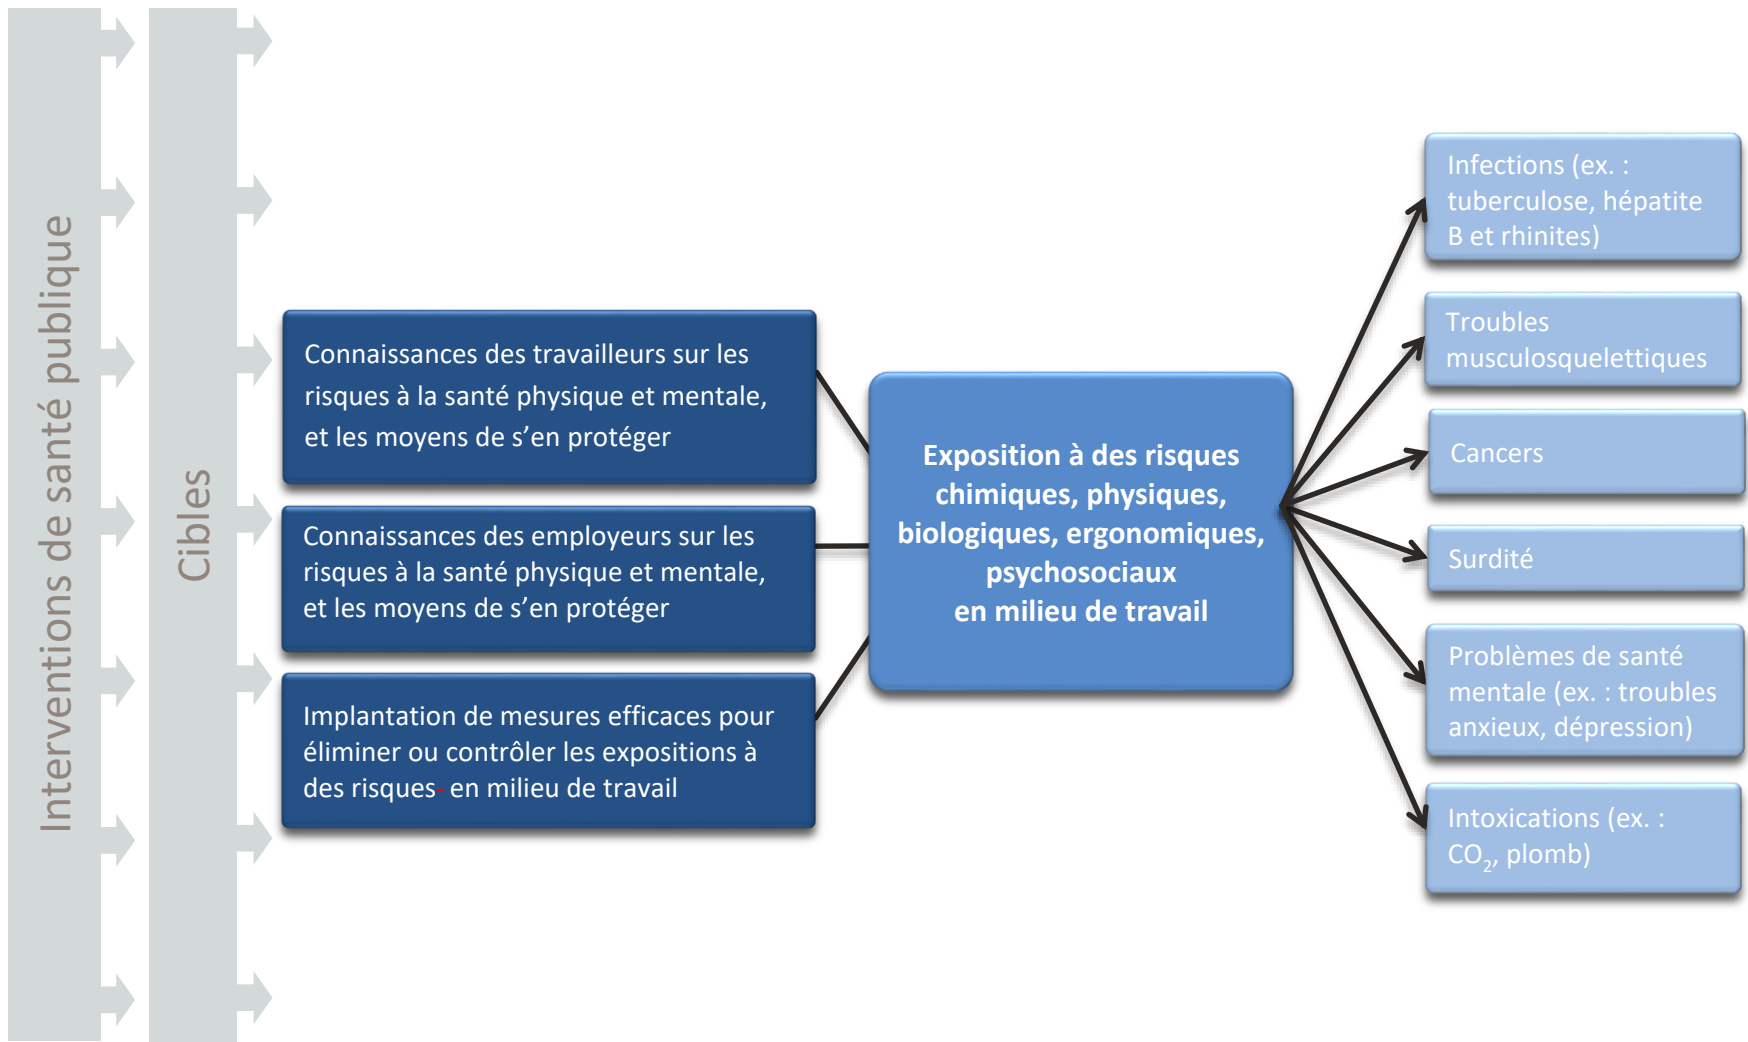 Interventions de santé publique
Cibles
Connaissances des travailleurs sur les
risques à la santé physique et mentale,
et les moyens de s’en protéger
Connaissances des employeurs sur les
risques à la santé physique et mentale,
et les moyens de s’en protéger
Implantation de mesures efficaces pour
éliminer ou contrôler les expositions à
des risques- en milieu de travail
Exposition à des risques
chimiques, physiques,
biologiques, ergonomiques,
psychosociaux
en milieu de travail
Infections (ex. :
tuberculose, hépatite
B et rhinites)
Troubles
musculosquelettiques
Cancers
Surdité
Problèmes de santé
mentale (ex. : troubles
anxieux, dépression)
Intoxications (ex. :
CO₂, plomb)